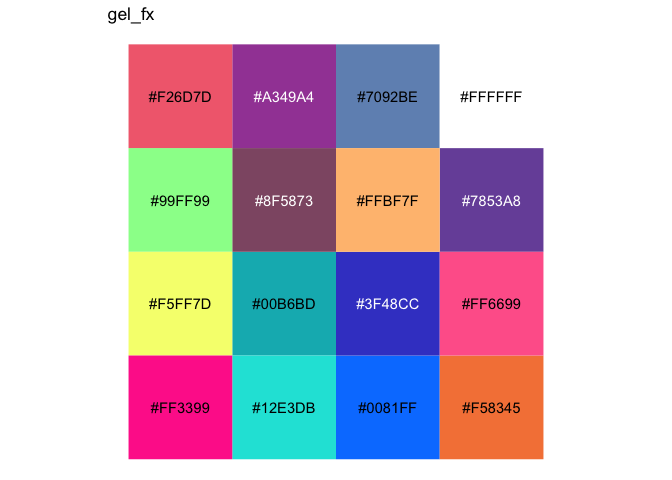 gel_fx
#F26D7D #A349A4 #7092BE #FFFFFF
#99FF99 #8F5873 #FFBF7F #7853A8
#F5FF7D #00B6BD #3F48CC #FF6699
#FF3399 #12E3DB #0081FF #F58345